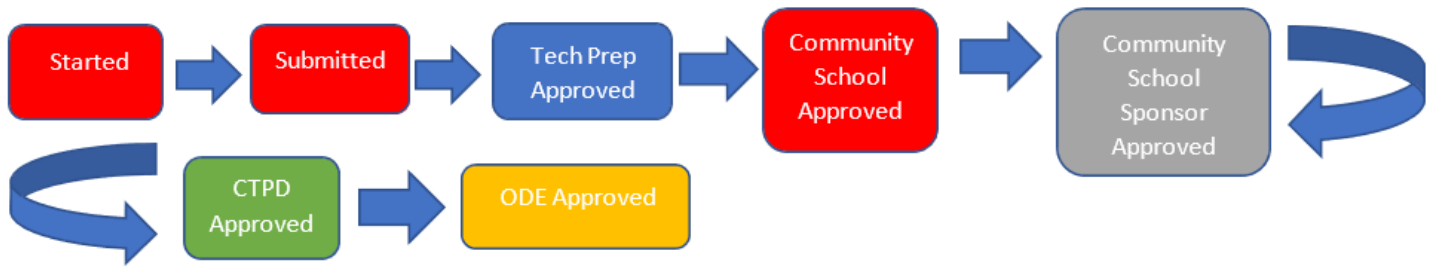 Started
Submitted
Tech Prep
Approved
Community
School
Approved
Community
School
Sponsor
Approved
CTPD
Approved
ODE Approved